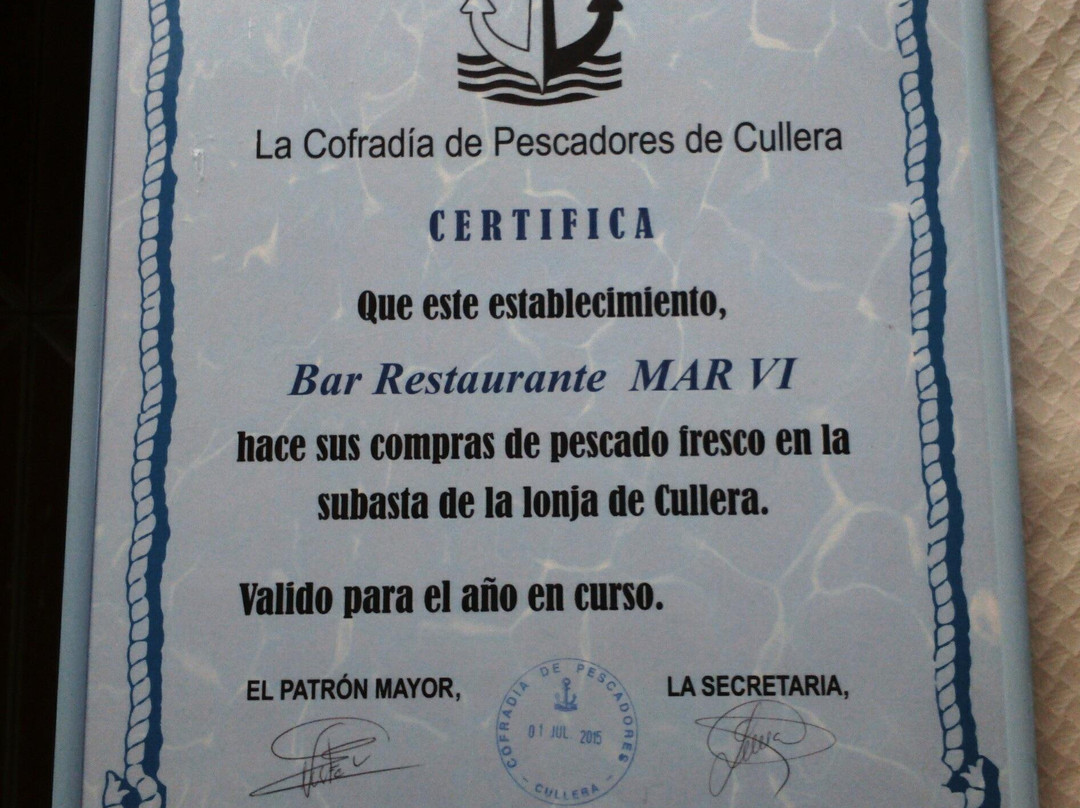 La Cofradía de Pescadores de Cullera
CERTIFICA
Que este establecimiento,
Bar Restaurante MAR VI
hace sus compras de pescado fresco en la
subasta de la lonja de Cullera.
Valido para el año en curso.
EL PATRÓN MAYOR,
LA SECRETARIA,
COFRADIA DE PESCADORES
01 JUL 2015
- CULLERA -